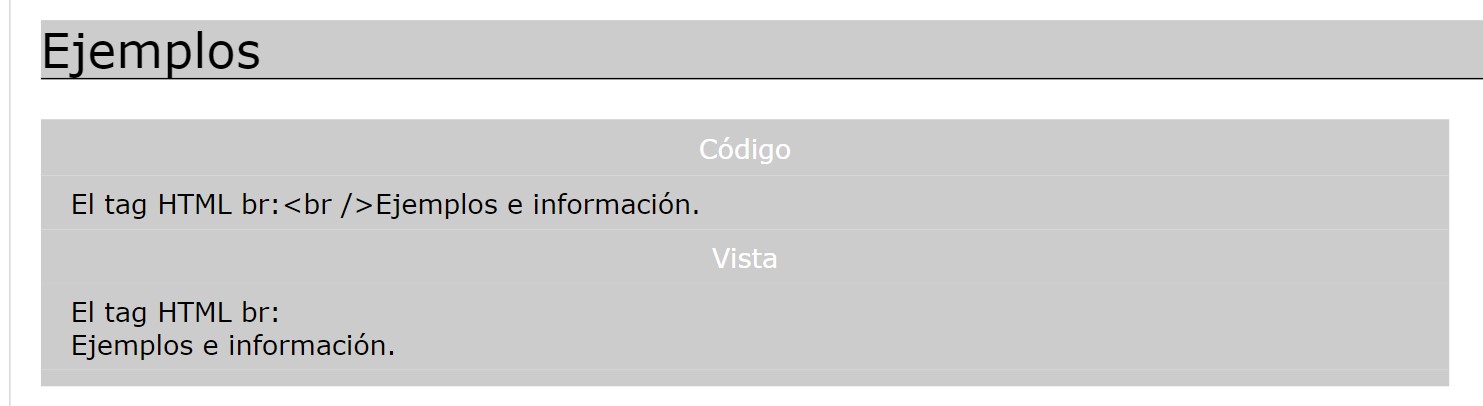 Ejemplos
Código
El tag HTML br:<br />Ejemplos e información.
Vista
El tag HTML br:
Ejemplos e información.